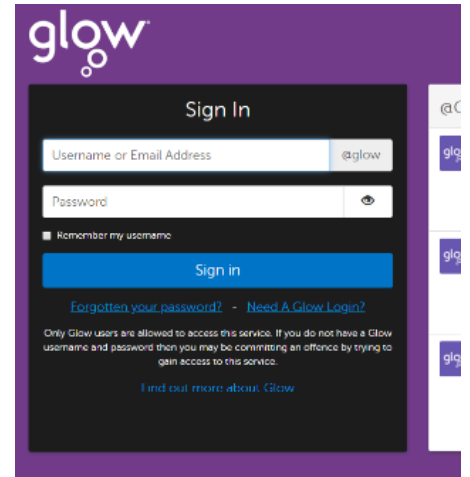 glow
Sign In
@G
Username or Email Address
@glow
Password
Remember my username
Sign in
Forgotten your password? - Need A Glow Login?
Only Glow users are allowed to access this service. If you do not have a Glow
username and password then you may be committing an offence by trying to
gain access to this service.
Find out more about Glow